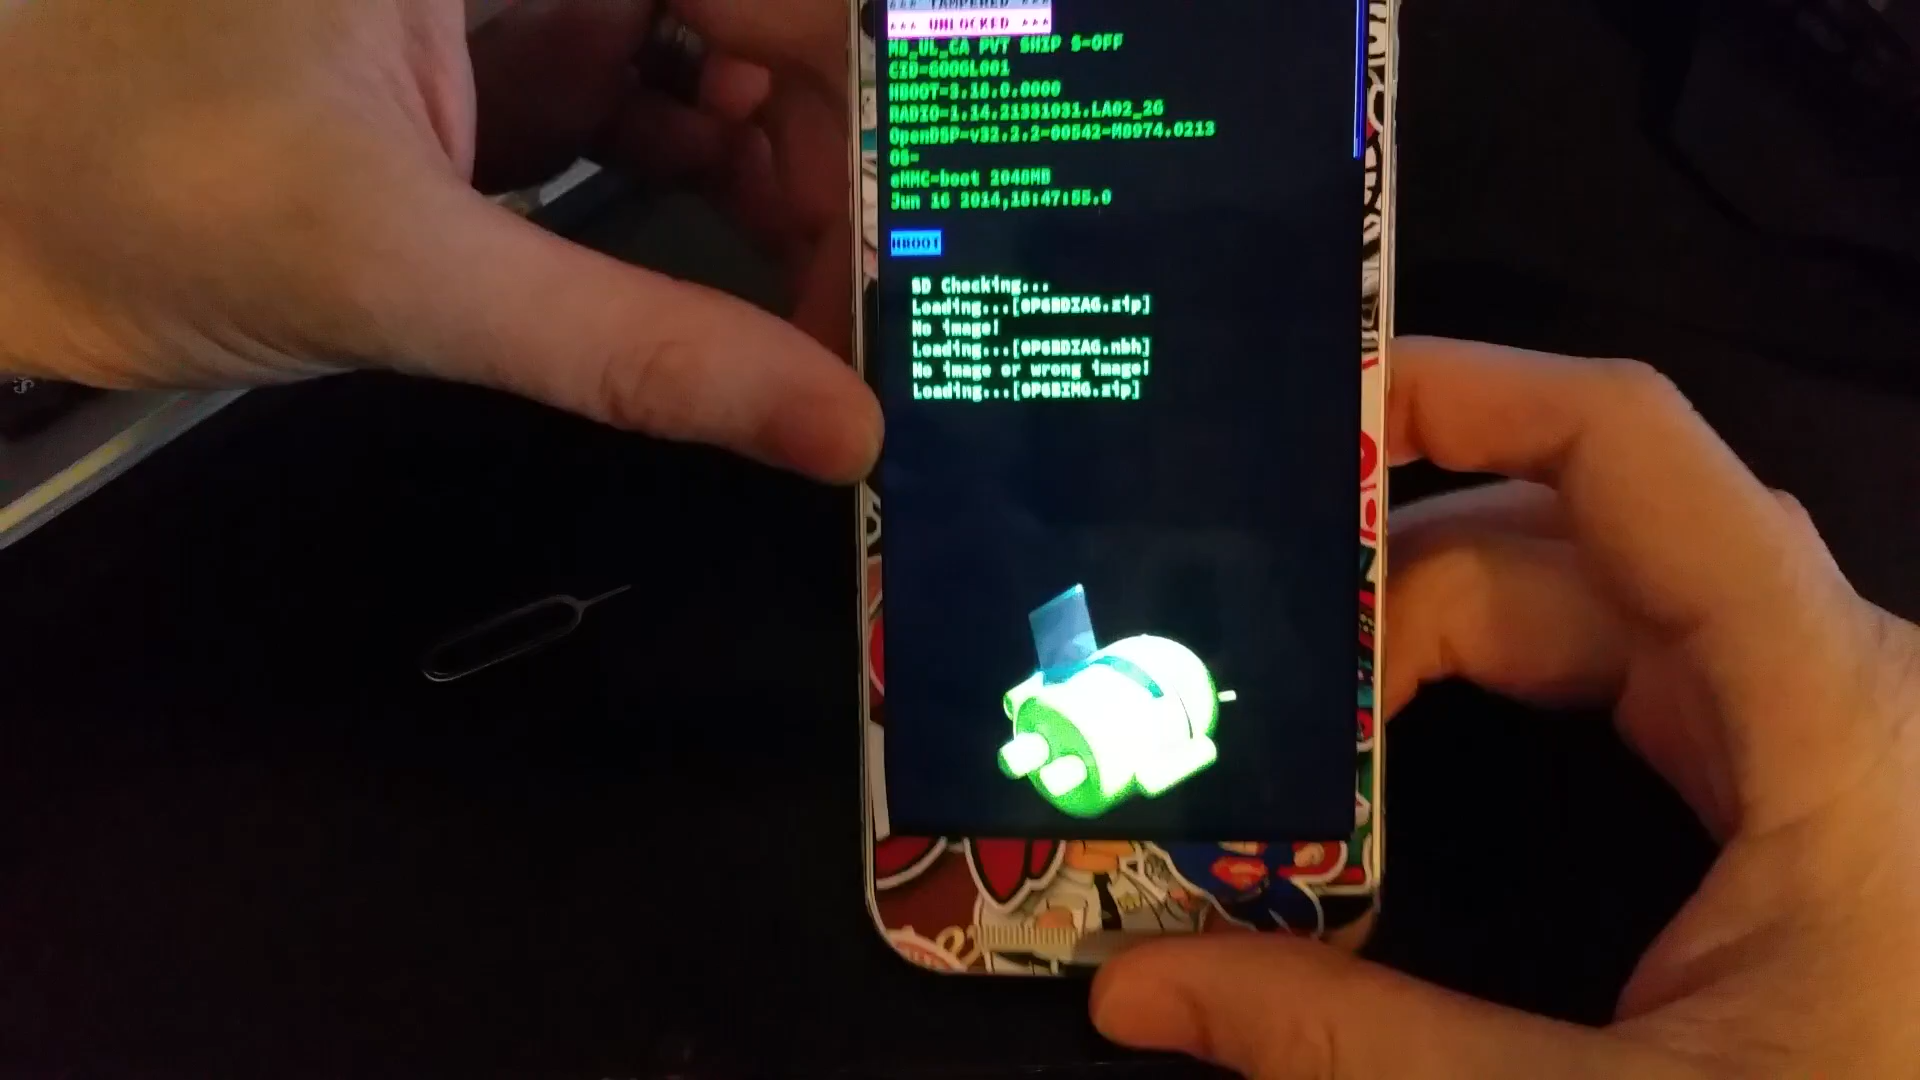 *** TAMPERED ***
*** UNLOCKED ***
M8_UL_CA PVT SHIP S-OFF
CID-GOOGL001
HBOOT-3.18.0.0000
RADIO-1.14.21331931.LA02_2G
OpenDSP-v32.2.2-00542-M8974.0213
OS-
eMMC-boot 2048MB
Jun 16 2014,18:47:55.0
HBOOT
SD Checking...
Loading...[0P6BDIAG.zip]
No image!
Loading...[0P6BDIAG.nbh]
No image or wrong image!
Loading...[0P6BIMG.zip]